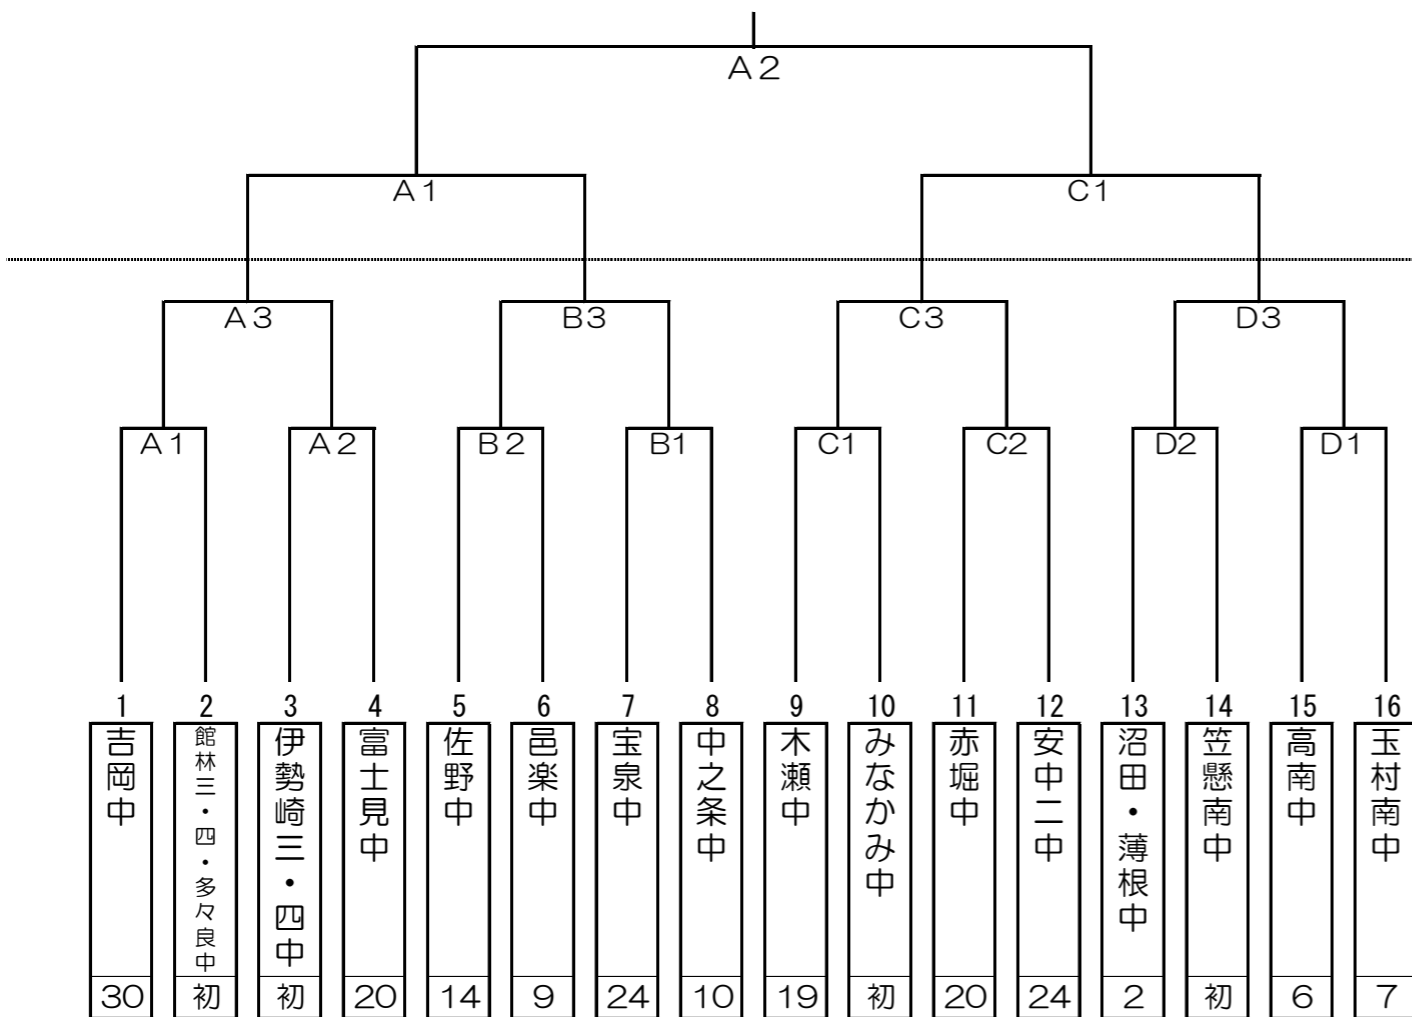 A2
A1
C1
A3
B3
C3
D3
A1
A2
B2
B1
C1
C2
D2
D1
1
2
3
4
5
6
7
8
9
10
11
12
13
14
15
16
吉岡中
館林三・四・多々良中
伊勢崎三・四中
富士見中
佐野中
邑楽中
宝泉中
中之条中
木瀬中
みなかみ中
赤堀中
安中二中
沼田・薄根中
笠懸南中
高南中
玉村南中
30
初
初
20
14
9
24
10
19
初
20
24
2
初
6
7